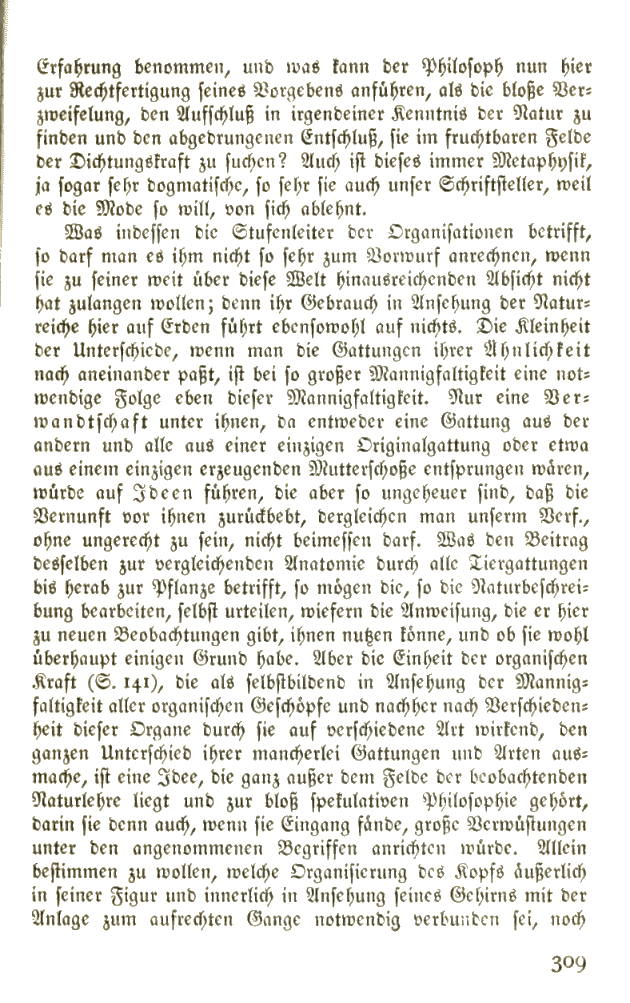 Erfahrung benommen, und was kann der Philosoph nun hier
zur Rechtfertigung seines Vorgebens anführen, als die bloße Ver-
zweifelung, den Aufschluß in irgendeiner Kenntnis der Natur zu
finden und den abgedrungenen Entschluß, sie im fruchtbaren Felde
der Dichtungskraft zu suchen? Auch ist dieses immer Metaphysik,
ja sogar sehr dogmatische, so sehr sie auch unser Schriftsteller, weil
es die Mode so will, von sich ablehnt.
Was indessen die Stufenleiter der Organisationen betrifft,
so darf man es ihm nicht so sehr zum Vorwurf anrechnen, wenn
sie zu seiner weit über diese Welt hinausreichenden Absicht nicht
hat zulangen wollen; denn ihr Gebrauch in Ansehung der Natur-
reiche hier auf Erden führt ebensowohl auf nichts. Die Kleinheit
der Unterschiede, wenn man die Gattungen ihrer Ähnlichkeit
nach aneinander paßt, ist bei so großer Mannigfaltigkeit eine not-
wendige Folge eben dieser Mannigfaltigkeit. Nur eine Ver-
wandtschaft unter ihnen, da entweder eine Gattung aus der
andern und alle aus einer einzigen Originalgattung oder etwa
aus einem einzigen erzeugenden Mutterschoße entsprungen wären,
würde auf Ideen führen, die aber so ungeheuer sind, daß die
Vernunft vor ihnen zurückbebt, dergleichen man unserm Verf.,
ohne ungerecht zu sein, nicht beimessen darf. Was den Beitrag
desselben zur vergleichenden Anatomie durch alle Tiergattungen
bis herab zur Pflanze betrifft, so mögen die, so die Naturbeschrei-
bung bearbeiten, selbst urteilen, wiefern die Anweisung, die er hier
zu neuen Beobachtungen gibt, ihnen nutzen könne, und ob sie wohl
überhaupt einigen Grund habe. Aber die Einheit der organischen
Kraft (S. 141), die als selbstbildend in Ansehung der Mannig-
faltigkeit aller organischen Geschöpfe und nachher nach Verschieden-
heit dieser Organe durch sie auf verschiedene Art wirkend, den
ganzen Unterschied ihrer mancherlei Gattungen und Arten aus-
mache, ist eine Idee, die ganz außer dem Felde der beobachtenden
Naturlehre liegt und zur bloß spekulativen Philosophie gehört,
darin sie denn auch, wenn sie Eingang fände, große Verwüstungen
unter den angenommenen Begriffen anrichten würde. Allein
bestimmen zu wollen, welche Organisierung des Kopfs äußerlich
in seiner Figur und innerlich in Ansehung seines Gehirns mit der
Anlage zum aufrechten Gange notwendig verbunden sei, noch
309